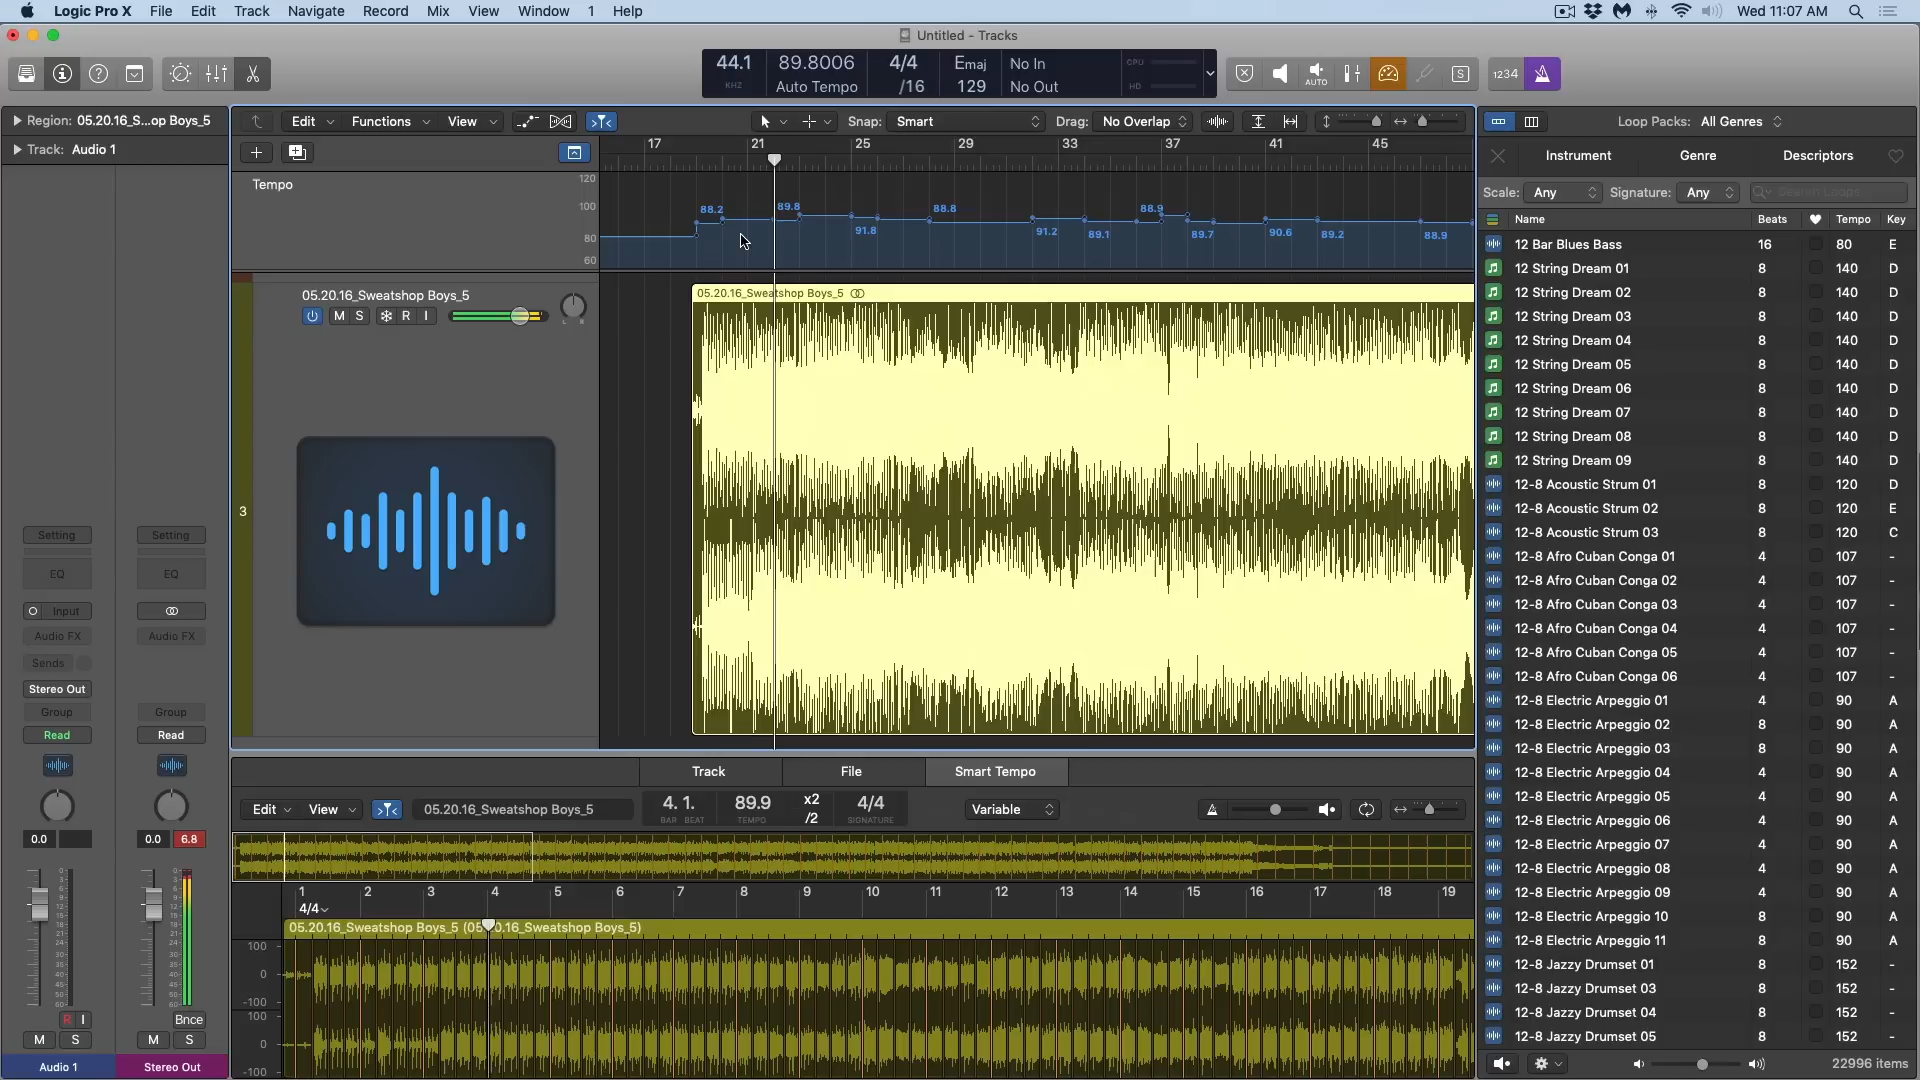 Logic Pro X File Edit Track Navigate Record Mix View Window 1 Help Wed 11:07 AM
Untitled - Tracks
44.1 89.8006 4/4 Emaj No In CPU
KHZ Auto Tempo /16 129 No Out HD
AUTO 1234
Region: 05.20.16_S...op Boys_5
Track: Audio 1
Edit Functions View Snap: Smart Drag: No Overlap
17 21 25 29 33 37 41 45
Tempo
120
100
80
60
88.2 89.8 91.8 88.8 91.2 89.1 88.9 89.7 90.6 89.2 88.9
05.20.16_Sweatshop Boys_5
M S R I
L R
3
05.20.16_Sweatshop Boys_5
Setting Setting
EQ EQ
Input
Audio FX Audio FX
Sends
Stereo Out
Group Group
Read Read
0.0 0.0 6.8
R I Bnce
M S M S
Audio 1 Stereo Out
Track File Smart Tempo
Edit View 05.20.16_Sweatshop Boys_5 4. 1. 89.9 x2 /2 4/4 Variable
BAR BEAT TEMPO SIGNATURE
1 2 3 4 5 6 7 8 9 10 11 12 13 14 15 16 17 18 19
4/4
05.20.16_Sweatshop Boys_5 (05 0.16_Sweatshop Boys_5)
100
0
-100
100
0
-100
Loop Packs: All Genres
Instrument Genre Descriptors
Scale: Any Signature: Any Search Loops
Name Beats Tempo Key
12 Bar Blues Bass 16 80 E
12 String Dream 01 8 140 D
12 String Dream 02 8 140 D
12 String Dream 03 8 140 D
12 String Dream 04 8 140 D
12 String Dream 05 8 140 D
12 String Dream 06 8 140 D
12 String Dream 07 8 140 D
12 String Dream 08 8 140 D
12 String Dream 09 8 140 D
12-8 Acoustic Strum 01 8 120 D
12-8 Acoustic Strum 02 8 120 E
12-8 Acoustic Strum 03 8 120 C
12-8 Afro Cuban Conga 01 4 107 -
12-8 Afro Cuban Conga 02 4 107 -
12-8 Afro Cuban Conga 03 4 107 -
12-8 Afro Cuban Conga 04 4 107 -
12-8 Afro Cuban Conga 05 4 107 -
12-8 Afro Cuban Conga 06 4 107 -
12-8 Electric Arpeggio 01 4 90 A
12-8 Electric Arpeggio 02 8 90 A
12-8 Electric Arpeggio 03 4 90 A
12-8 Electric Arpeggio 04 4 90 A
12-8 Electric Arpeggio 05 4 90 A
12-8 Electric Arpeggio 06 4 90 A
12-8 Electric Arpeggio 07 4 90 A
12-8 Electric Arpeggio 08 4 90 A
12-8 Electric Arpeggio 09 4 90 A
12-8 Electric Arpeggio 10 8 90 A
12-8 Electric Arpeggio 11 8 90 A
12-8 Jazzy Drumset 01 8 152 -
12-8 Jazzy Drumset 03 8 152 -
12-8 Jazzy Drumset 04 8 152 -
12-8 Jazzy Drumset 05 8 152 -
22996 items